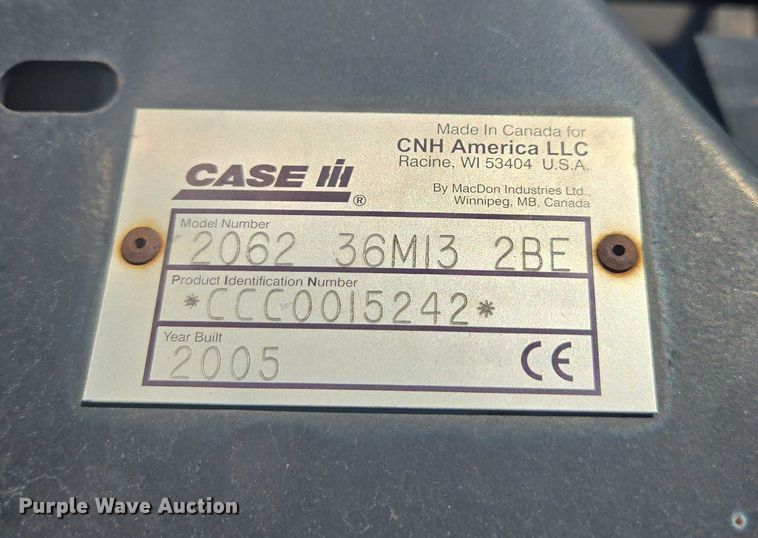 Made In Canada for
CNH America LLC
Racine, WI 53404 U.S.A.
By MacDon Industries Ltd.,
Winnipeg, MB, Canada
CASE IH ®
Model Number
2062 36M13 2BE
Product Identification Number
*CCC0015242*
Year Built
2005
CE
Purple Wave Auction